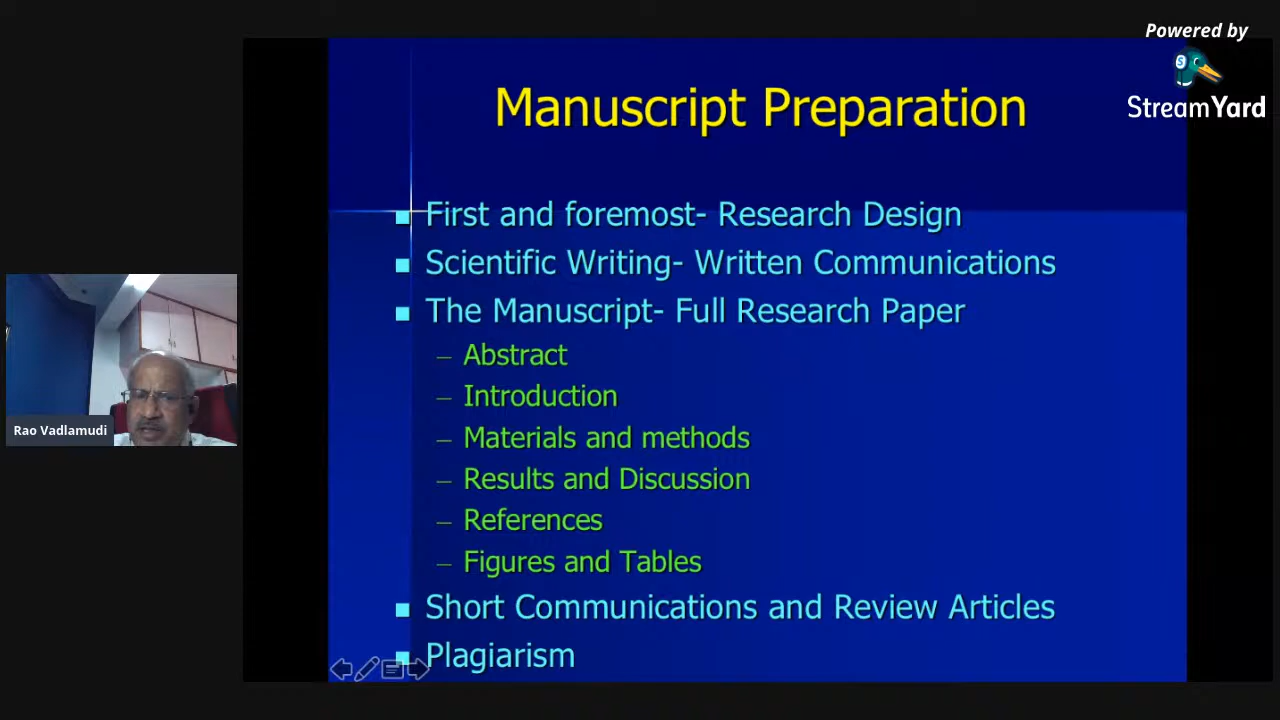 Powered by
StreamYard
Manuscript Preparation
First and foremost- Research Design
Scientific Writing- Written Communications
The Manuscript- Full Research Paper
– Abstract
– Introduction
– Materials and methods
– Results and Discussion
– References
– Figures and Tables
Short Communications and Review Articles
Plagiarism
Rao Vadlamudi